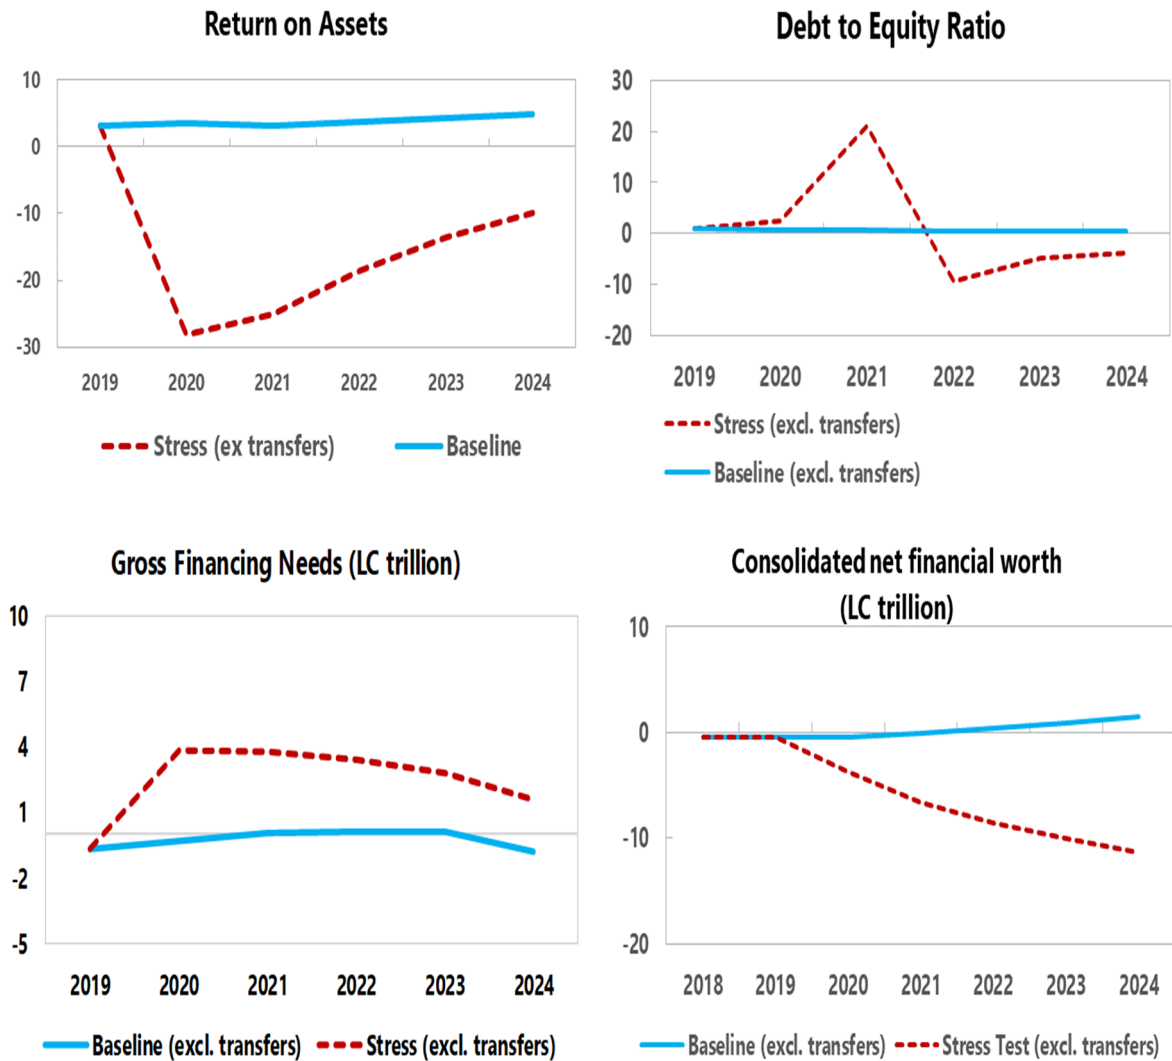 Return on Assets
10
0
-10
-20
-30
2019 2020 2021 2022 2023 2024
Stress (ex transfers) Baseline
Debt to Equity Ratio
30
20
10
0
-10
-20
2019 2020 2021 2022 2023 2024
Stress (excl. transfers)
Baseline (excl. transfers)
Gross Financing Needs (LC trillion)
10
7
4
1
-2
-5
2019 2020 2021 2022 2023 2024
Baseline (excl. transfers) Stress (excl. transfers)
Consolidated net financial worth
(LC trillion)
10
0
-10
-20
2018 2019 2020 2021 2022 2023 2024
Baseline (excl. transfers) Stress Test (excl. transfers)